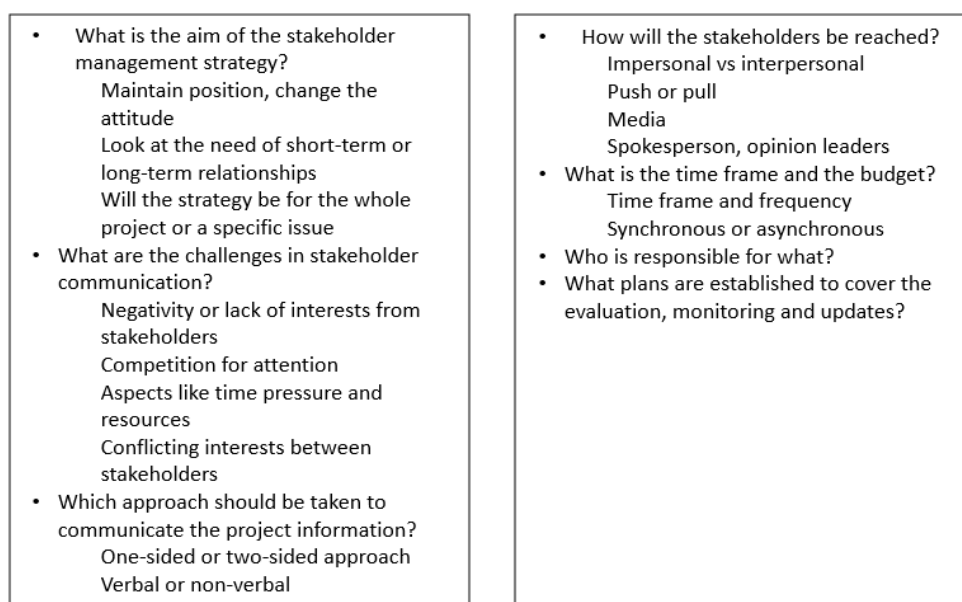 • What is the aim of the stakeholder
management strategy?
Maintain position, change the
attitude
Look at the need of short-term or
long-term relationships
Will the strategy be for the whole
project or a specific issue
• What are the challenges in stakeholder
communication?
Negativity or lack of interests from
stakeholders
Competition for attention
Aspects like time pressure and
resources
Conflicting interests between
stakeholders
• Which approach should be taken to
communicate the project information?
One-sided or two-sided approach
Verbal or non-verbal
• How will the stakeholders be reached?
Impersonal vs interpersonal
Push or pull
Media
Spokesperson, opinion leaders
• What is the time frame and the budget?
Time frame and frequency
Synchronous or asynchronous
• Who is responsible for what?
• What plans are established to cover the
evaluation, monitoring and updates?